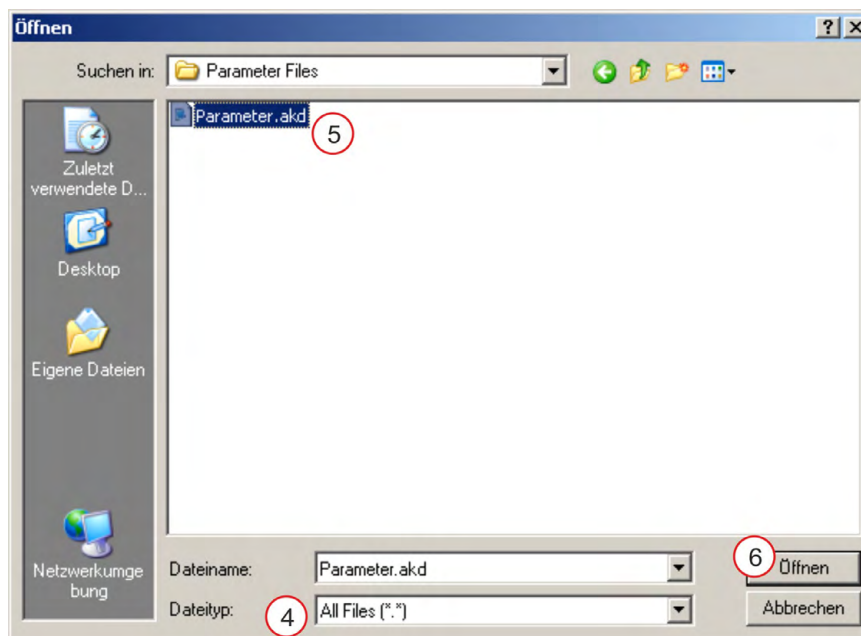 Öffnen
Suchen in: Parameter Files
Parameter.akd
5
Zuletzt
verwendete D...
Desktop
Eigene Dateien
Netzwerkumge
bung
Dateiname: Parameter.akd
6 Öffnen
Dateityp: 4 All Files (*.*)
Abbrechen